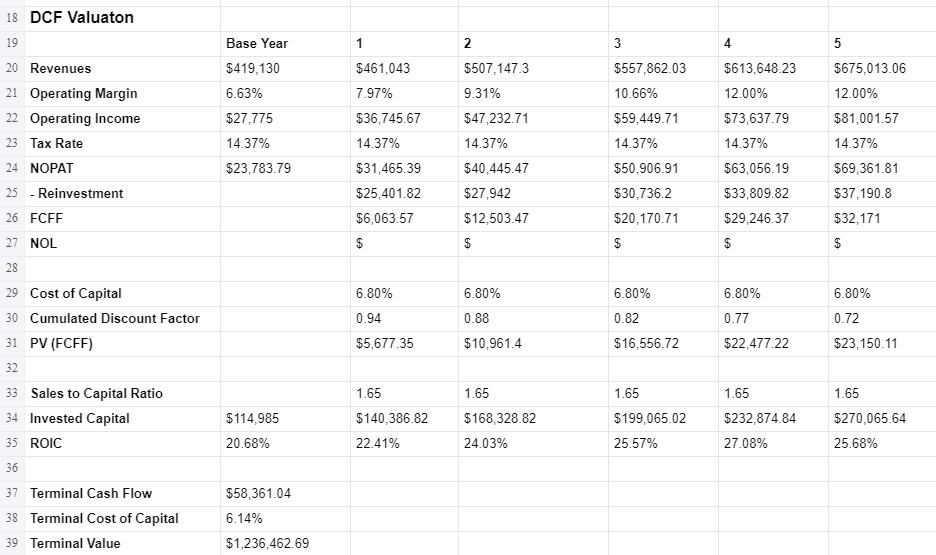 18 DCF Valuaton
19 Base Year 1 2 3 4 5
20 Revenues $419,130 $461,043 $507,147.3 $557,862.03 $613,648.23 $675,013.06
21 Operating Margin 6.63% 7.97% 9.31% 10.66% 12.00% 12.00%
22 Operating Income $27,775 $36,745.67 $47,232.71 $59,449.71 $73,637.79 $81,001.57
23 Tax Rate 14.37% 14.37% 14.37% 14.37% 14.37% 14.37%
24 NOPAT $23,783.79 $31,465.39 $40,445.47 $50,906.91 $63,056.19 $69,361.81
25 - Reinvestment $25,401.82 $27,942 $30,736.2 $33,809.82 $37,190.8
26 FCFF $6,063.57 $12,503.47 $20,170.71 $29,246.37 $32,171
27 NOL $ $ $ $ $
28
29 Cost of Capital 6.80% 6.80% 6.80% 6.80% 6.80%
30 Cumulated Discount Factor 0.94 0.88 0.82 0.77 0.72
31 PV (FCFF) $5,677.35 $10,961.4 $16,556.72 $22,477.22 $23,150.11
32
33 Sales to Capital Ratio 1.65 1.65 1.65 1.65 1.65
34 Invested Capital $114,985 $140,386.82 $168,328.82 $199,065.02 $232,874.84 $270,065.64
35 ROIC 20.68% 22.41% 24.03% 25.57% 27.08% 25.68%
36
37 Terminal Cash Flow $58,361.04
38 Terminal Cost of Capital 6.14%
39 Terminal Value $1,236,462.69